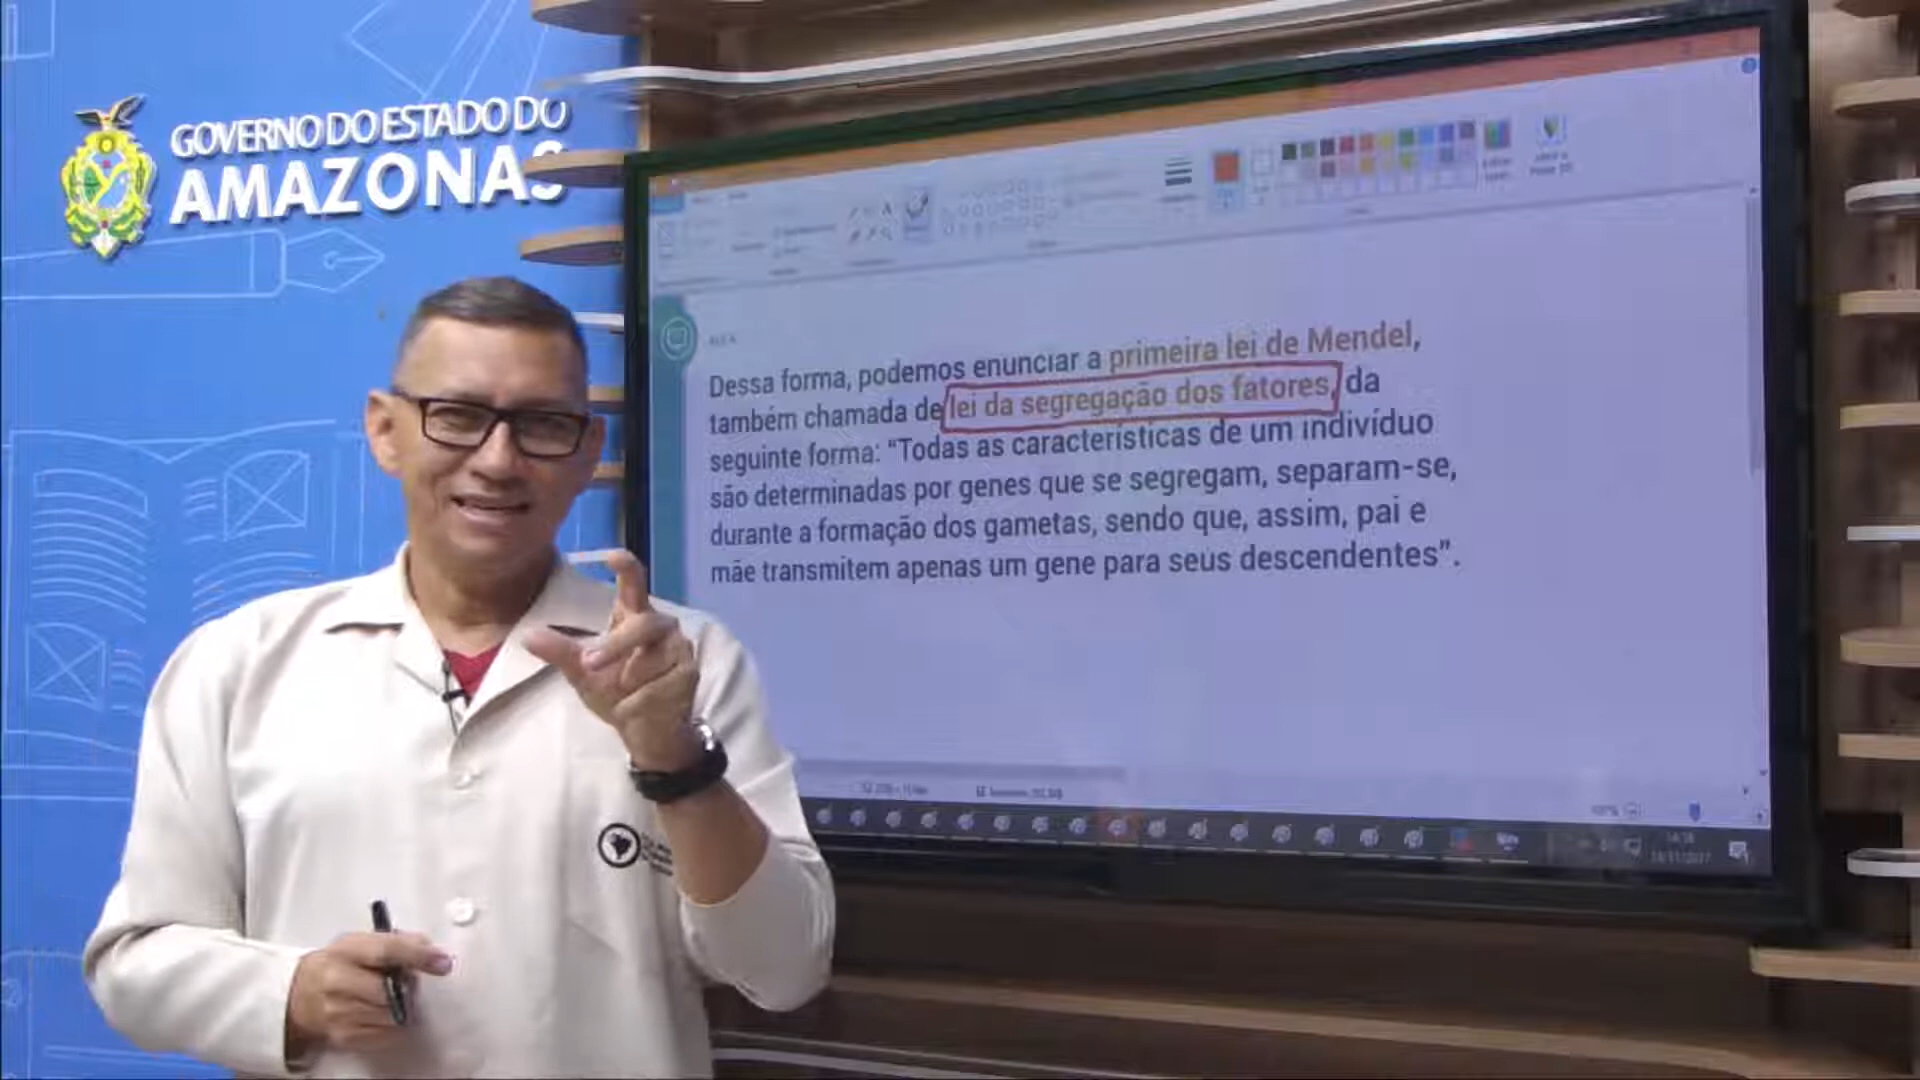 GOVERNO DO ESTADO DO
AMAZONAS
Dessa forma, podemos enunciar a primeira lei de Mendel,
também chamada de lei da segregação dos fatores, da
seguinte forma: “Todas as características de um indivíduo
são determinadas por genes que se segregam, separam-se,
durante a formação dos gametas, sendo que, assim, pai e
mãe transmitem apenas um gene para seus descendentes”.